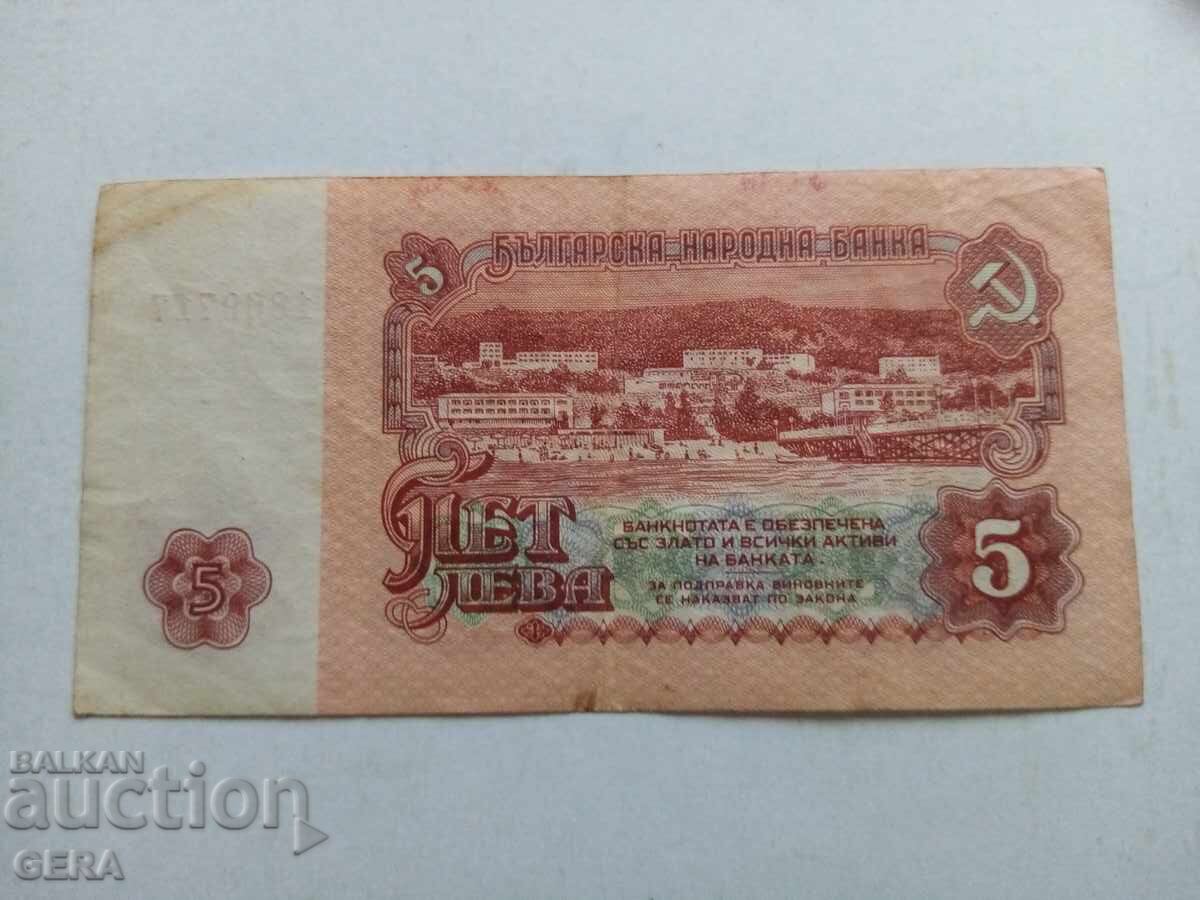 БЪЛГАРСКА НАРОДНА БАНКА
5
ПЕТ
ЛЕВА
БАНКНОТАТА Е ОБЕЗПЕЧЕНА
СЪС ЗЛАТО И ВСИЧКИ АКТИВИ
НА БАНКАТА
ЗА ПОДПРАВКА ВИНОВНИТЕ
СЕ НАКАЗВАТ ПО ЗАКОНА
5
5
BALKAN
auction
GERA